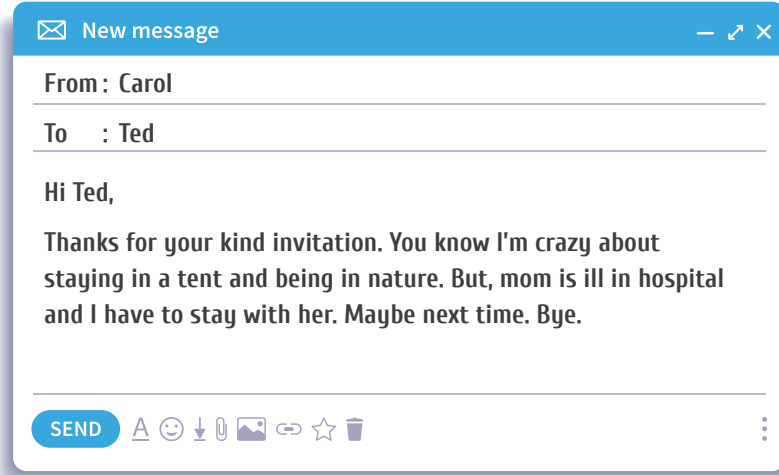 New message
From : Carol
To : Ted
Hi Ted,
Thanks for your kind invitation. You know I'm crazy about
staying in a tent and being in nature. But, mom is ill in hospital
and I have to stay with her. Maybe next time. Bye.
SEND A